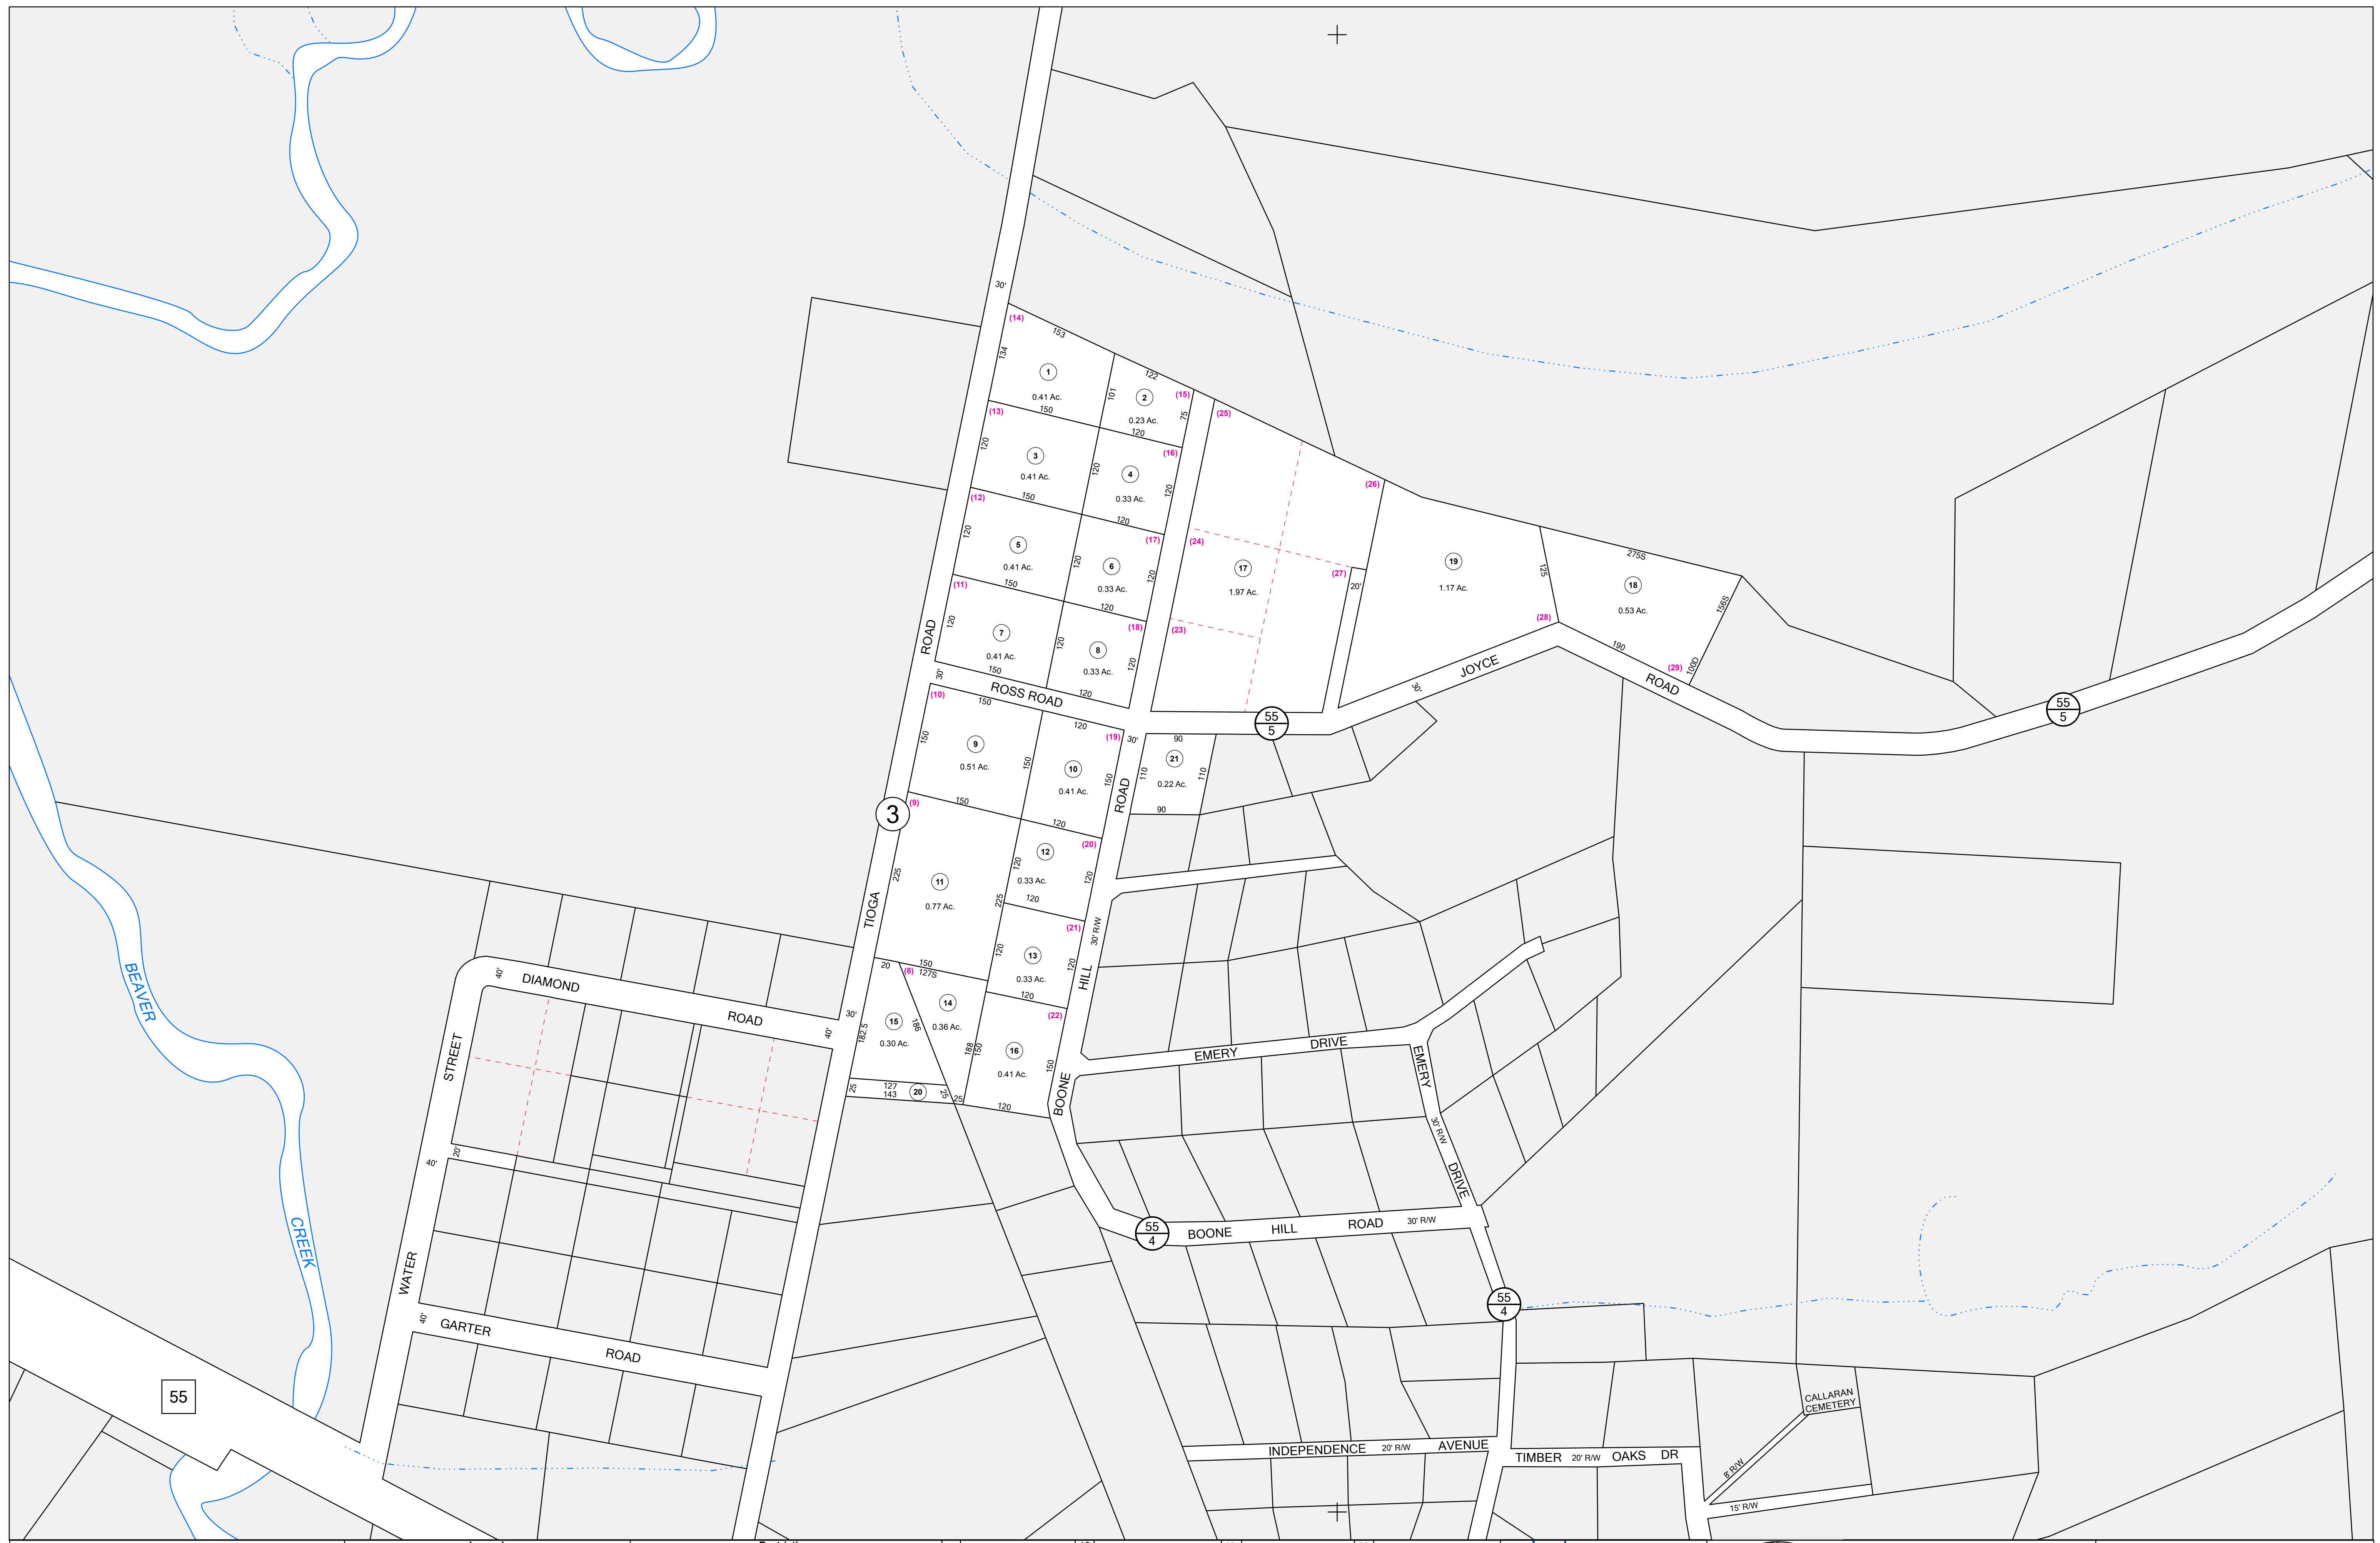 30'
(14)
153
134
1
0.41 Ac.
150
101
122
2
0.23 Ac.
(15)
75
120
(13)
120
3
0.41 Ac.
150
120
4
0.33 Ac.
(16)
120
120
(12)
120
5
0.41 Ac.
150
120
6
0.33 Ac.
(17)
120
120
(11)
120
7
0.41 Ac.
150
120
8
0.33 Ac.
(18)
120
120
(25)
(24)
(23)
17
1.97 Ac.
(26)
(27)
20'
19
1.17 Ac.
(28)
125
275S
18
0.53 Ac.
156S
190
(29)
100D
JOYCE
ROAD
30'
55
5
55
5
ROAD
30'
ROSS ROAD
(10)
150
150
9
0.51 Ac.
150
120
(19)
150
10
0.41 Ac.
150
120
30'
90
21
0.22 Ac.
110
110
90
ROAD
3
(9)
225
11
0.77 Ac.
150
225
(20)
12
0.33 Ac.
120
120
120
(21)
13
0.33 Ac.
120
120
120
30' R/W
HILL
TIOGA
20
(8)
127S
14
0.36 Ac.
186
188
15
0.30 Ac.
182.5
30'
(22)
16
0.41 Ac.
150
150
120
25
127
143
20
25
25
BOONE
BEAVER
CREEK
DIAMOND
ROAD
40'
40'
STREET
WATER
20'
40'
40'
GARTER
ROAD
55
EMERY
DRIVE
EMERY
30' R/W
DRIVE
55
4
BOONE
HILL
ROAD
30' R/W
55
4
INDEPENDENCE
20' R/W
AVENUE
TIMBER
20' R/W
OAKS
DR
CALLARAN
CEMETERY
8' R/W
15' R/W